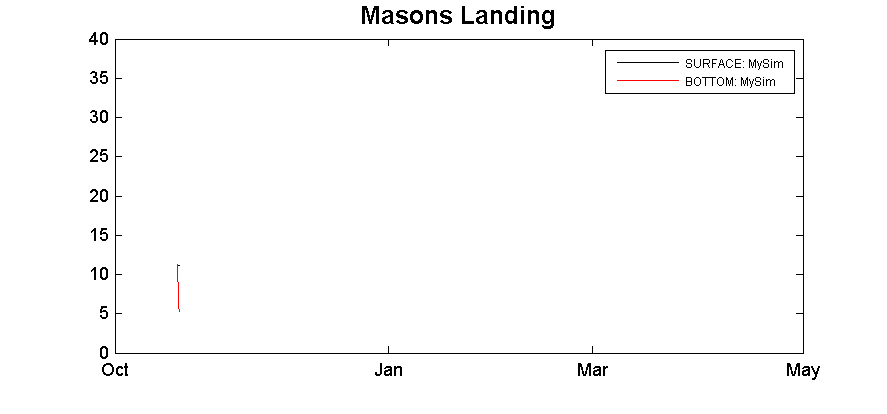 Masons Landing
40
35
30
25
20
15
10
5
0
SURFACE: MySim
BOTTOM: MySim
Oct Jan Mar May